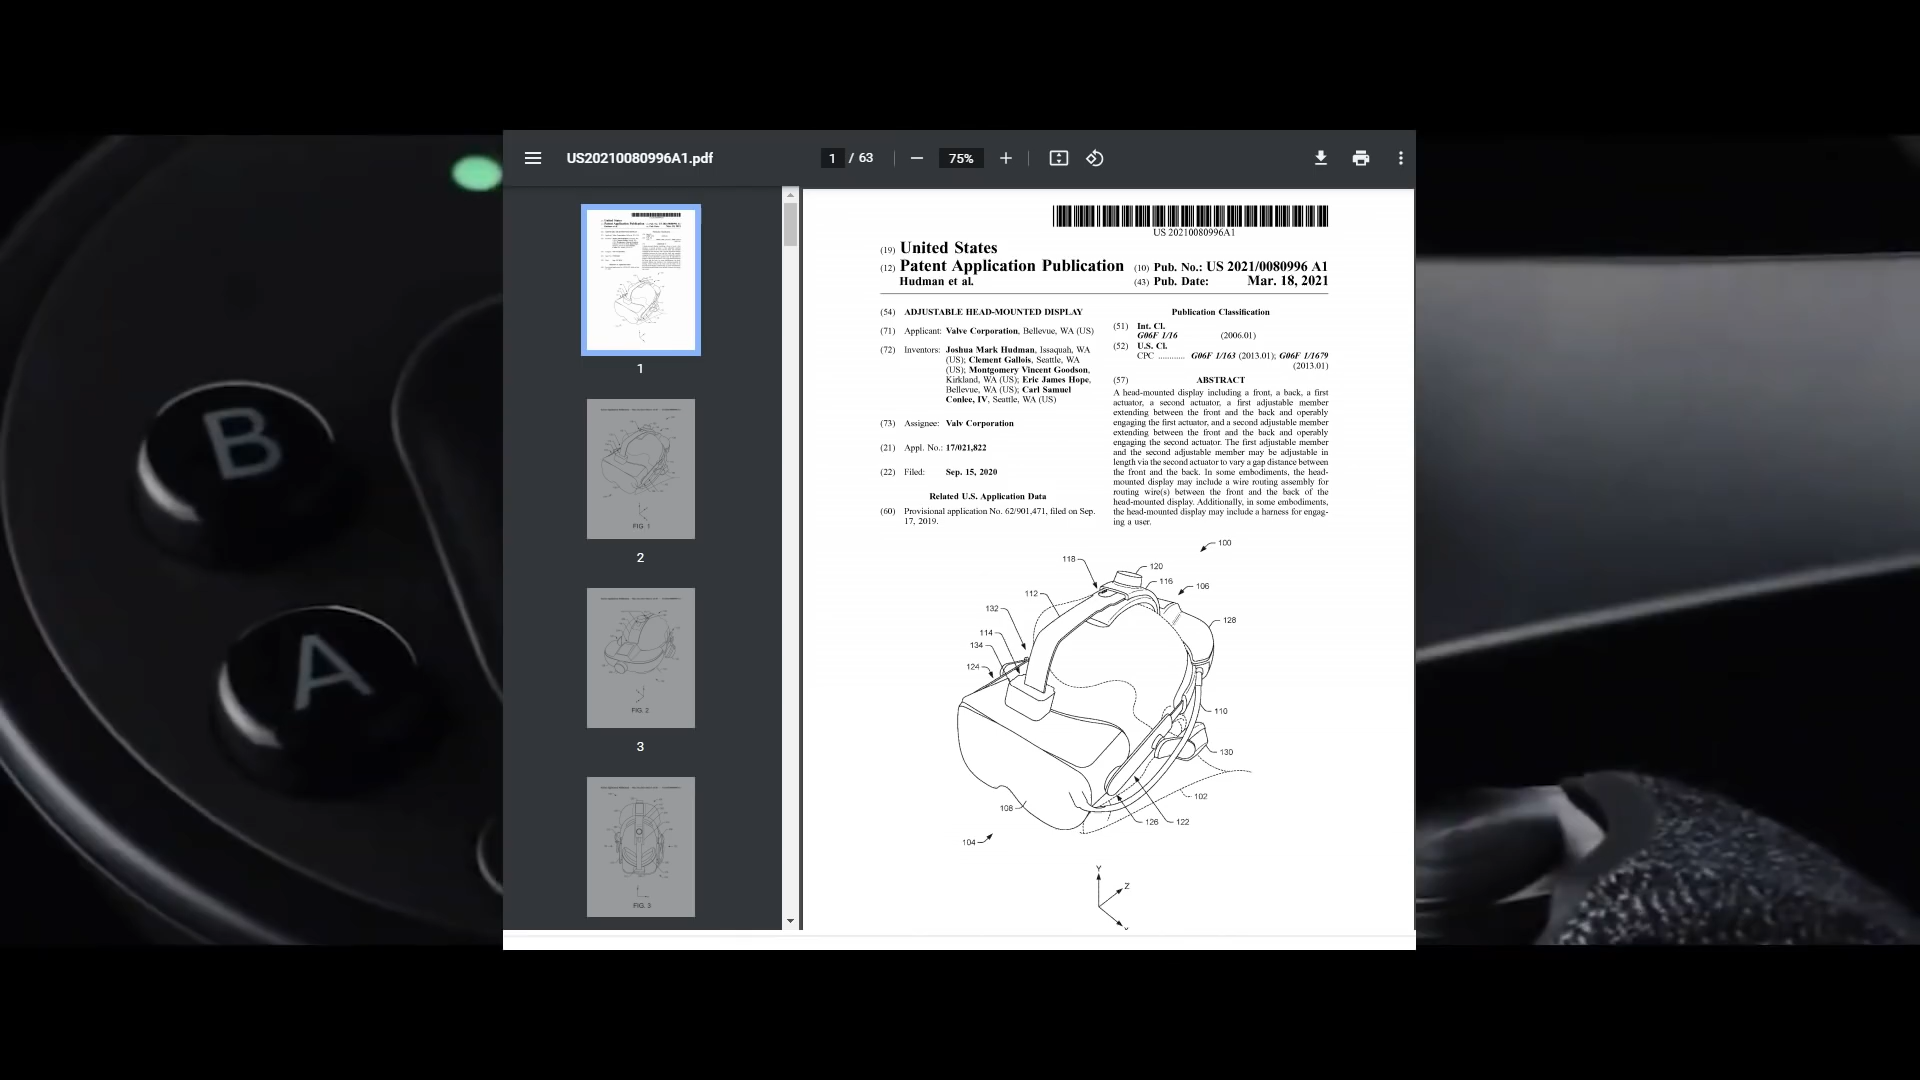 B
A
US20210080996A1.pdf
1 / 63
75%
1
FIG. 1
2
FIG. 2
3
FIG. 3
US 20210080996A1
(19) United States
(12) Patent Application Publication
Hudman et al.
(10) Pub. No.: US 2021/0080996 A1
(43) Pub. Date: Mar. 18, 2021
(54) ADJUSTABLE HEAD-MOUNTED DISPLAY
(71) Applicant: Valve Corporation, Bellevue, WA (US)
(72) Inventors: Joshua Mark Hudman, Issaquah, WA
(US); Clement Gallois, Seattle, WA
(US); Montgomery Vincent Goodson,
Kirkland, WA (US); Eric James Hope,
Bellevue, WA (US); Carl Samuel
Conlee, IV, Seattle, WA (US)
(73) Assignee: Valv Corporation
(21) Appl. No.: 17/021,822
(22) Filed: Sep. 15, 2020
Related U.S. Application Data
(60) Provisional application No. 62/901,471, filed on Sep.
17, 2019.
Publication Classification
(51) Int. Cl.
G06F 1/16 (2006.01)
(52) U.S. Cl.
CPC ............ G06F 1/163 (2013.01); G06F 1/1679
(2013.01)
(57) ABSTRACT
A head-mounted display including a front, a back, a first
actuator, a second actuator, a first adjustable member
extending between the front and the back and operably
engaging the first actuator, and a second adjustable member
extending between the front and the back and operably
engaging the second actuator. The first adjustable member
and the second adjustable member may be adjustable in
length via the second actuator to vary a gap distance between
the front and the back. In some embodiments, the head-
mounted display may include a wire routing assembly for
routing wire(s) between the front and the back of the
head-mounted display. Additionally, in some embodiments,
the head-mounted display may include a harness for engag-
ing a user.
100
118
120
116
106
112
132
128
114
134
124
110
130
102
108
126
122
104
Y
Z